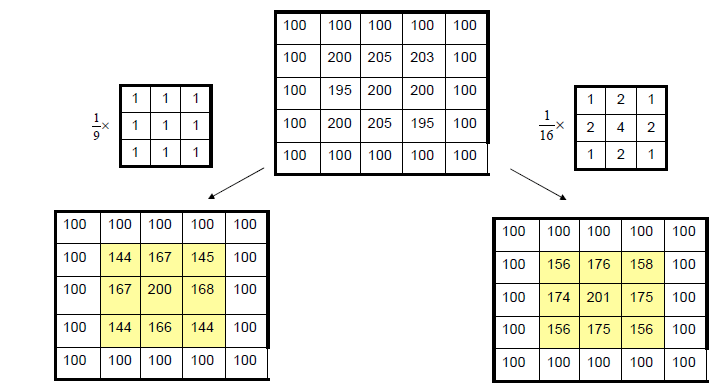 100 100 100 100 100
100 200 205 203 100
100 195 200 200 100
100 200 205 195 100
100 100 100 100 100
1/9×
1 1 1
1 1 1
1 1 1
1/16×
1 2 1
2 4 2
1 2 1
100 100 100 100 100
100 144 167 145 100
100 167 200 168 100
100 144 166 144 100
100 100 100 100 100
100 100 100 100 100
100 156 176 158 100
100 174 201 175 100
100 156 175 156 100
100 100 100 100 100